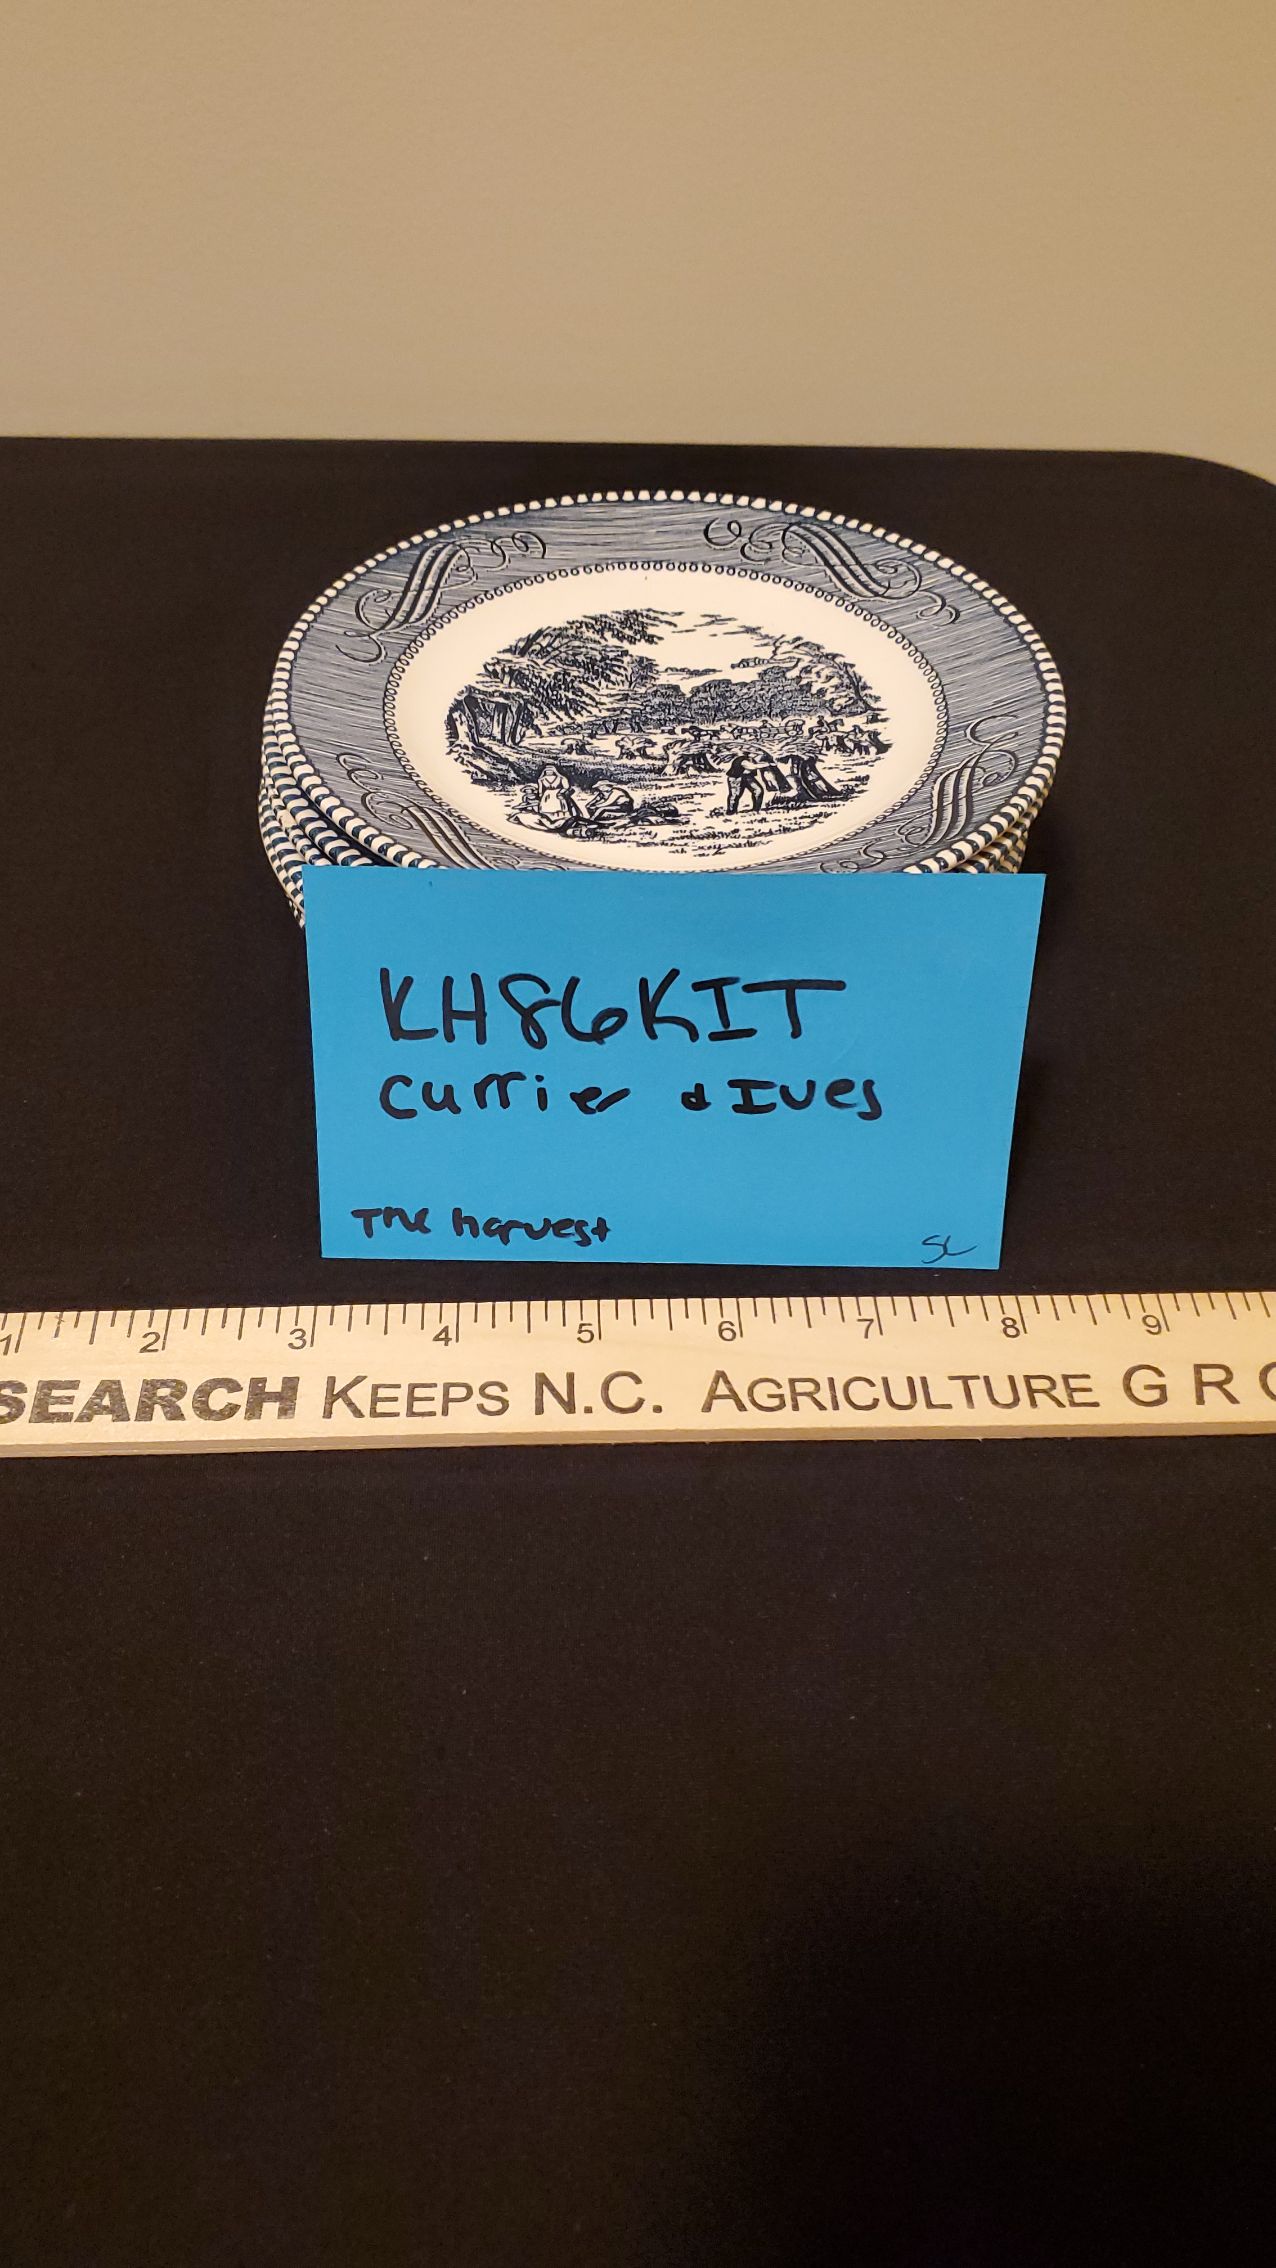 KH86KIT
Currier & Ives
The harvest
SL
1 2 3 4 5 6 7 8 9
SEARCH KEEPS N.C. AGRICULTURE G R O